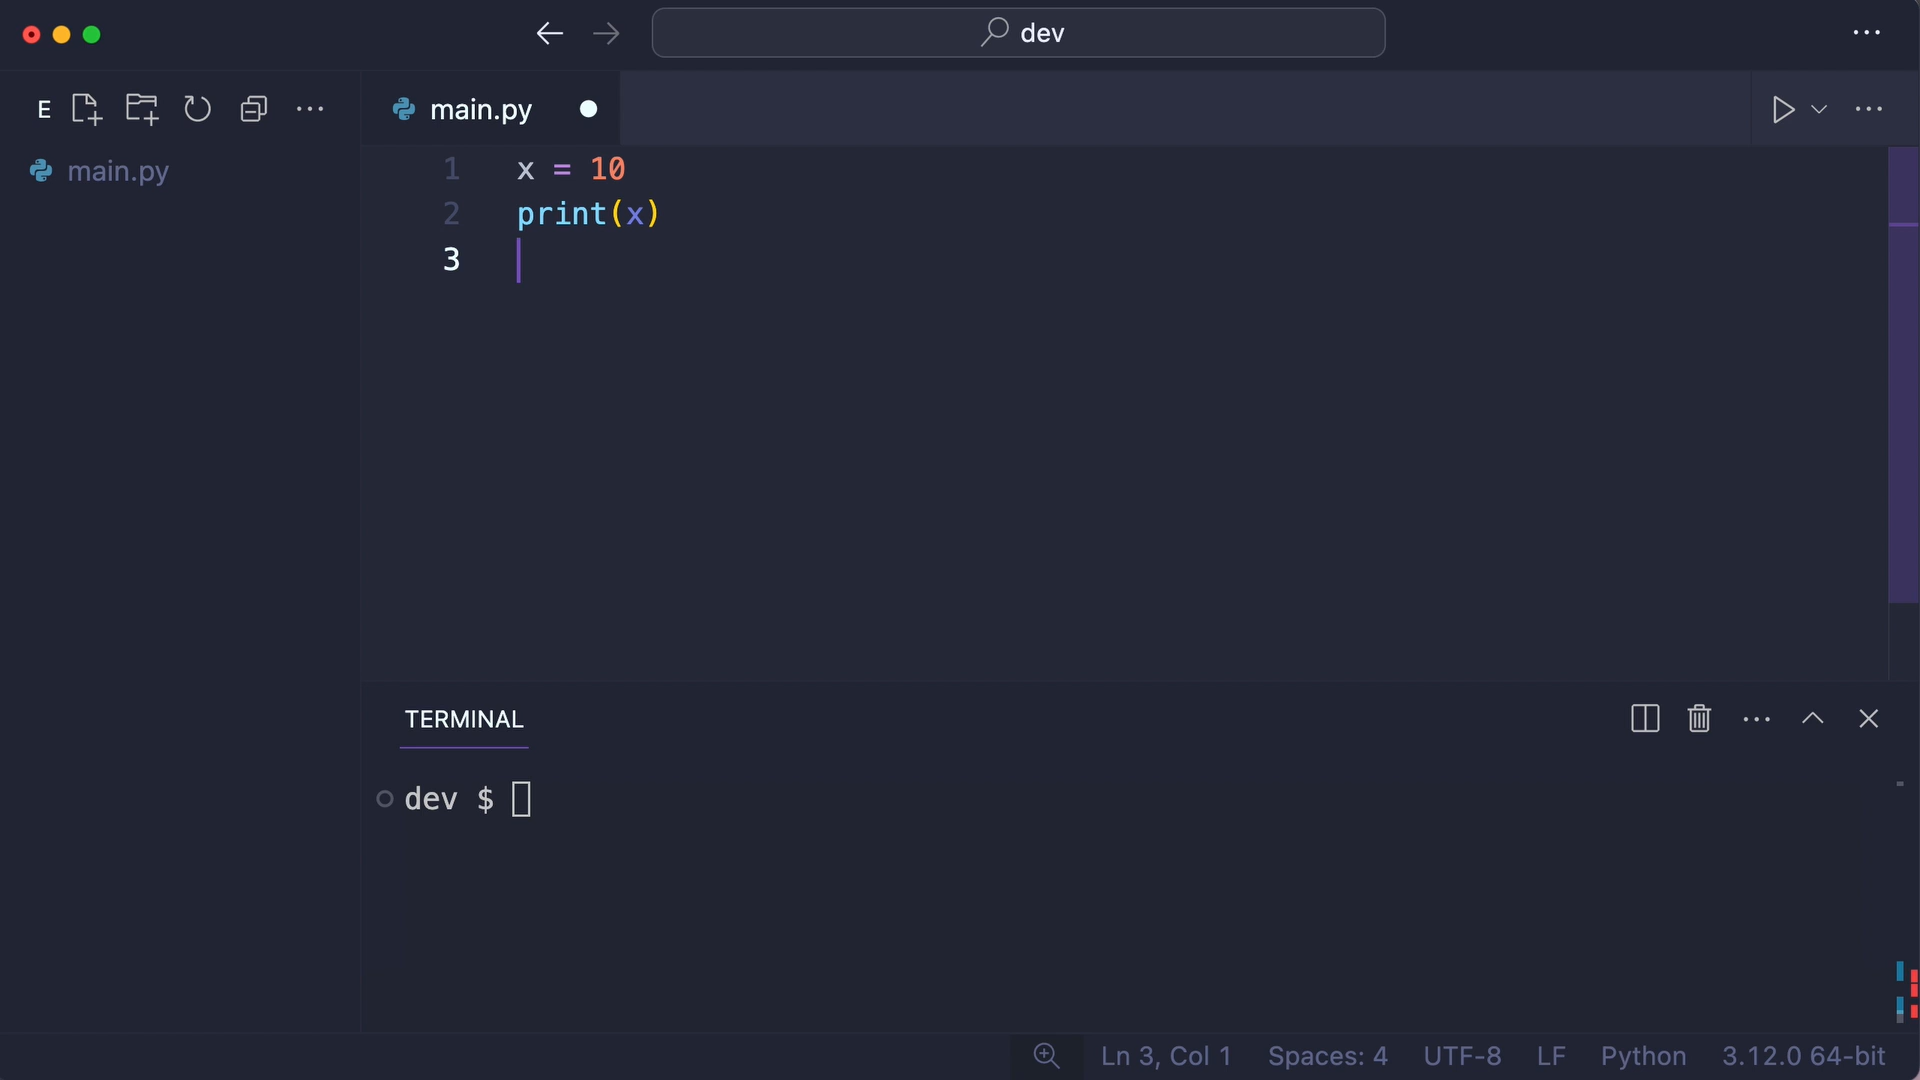 dev
E
main.py
main.py
1 x = 10
2 print(x)
3
TERMINAL
dev $
Ln 3, Col 1 Spaces: 4 UTF-8 LF Python 3.12.0 64-bit